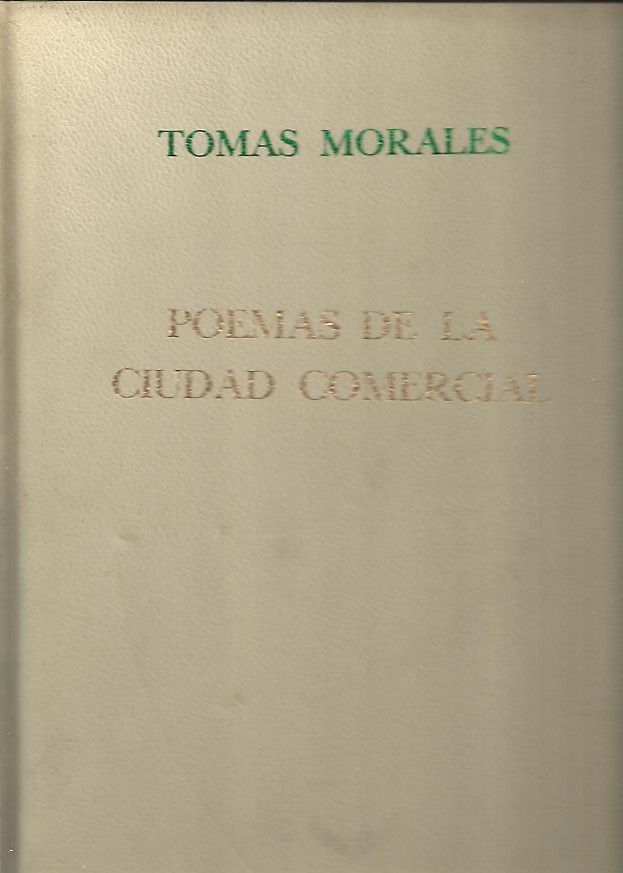 TOMAS MORALES
POEMAS DE LA
CIUDAD COMERCIAL